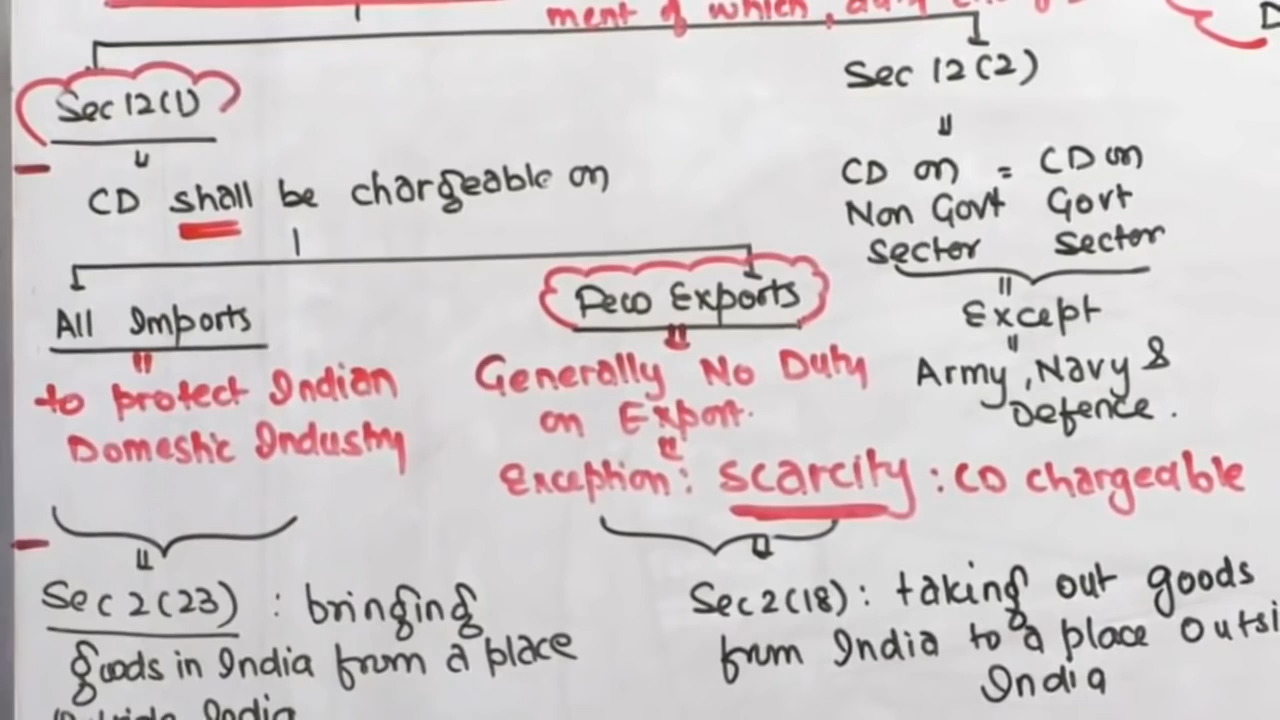 ment of which, duty
D
Sec 12(1)
CD shall be chargeable on
All Imports
to protect Indian
Domestic Industry
Sec 2(23) : bringing
goods in India from a place
India
Few Exports
Generally No Duty
on Export.
Exception: scarcity : CD chargeable
Sec 2(18): taking out goods
from India to a place outsi
India
Sec 12(2)
CD on = CD on
Non Govt Govt
Sector Sector
Except
Army, Navy &
Defence.